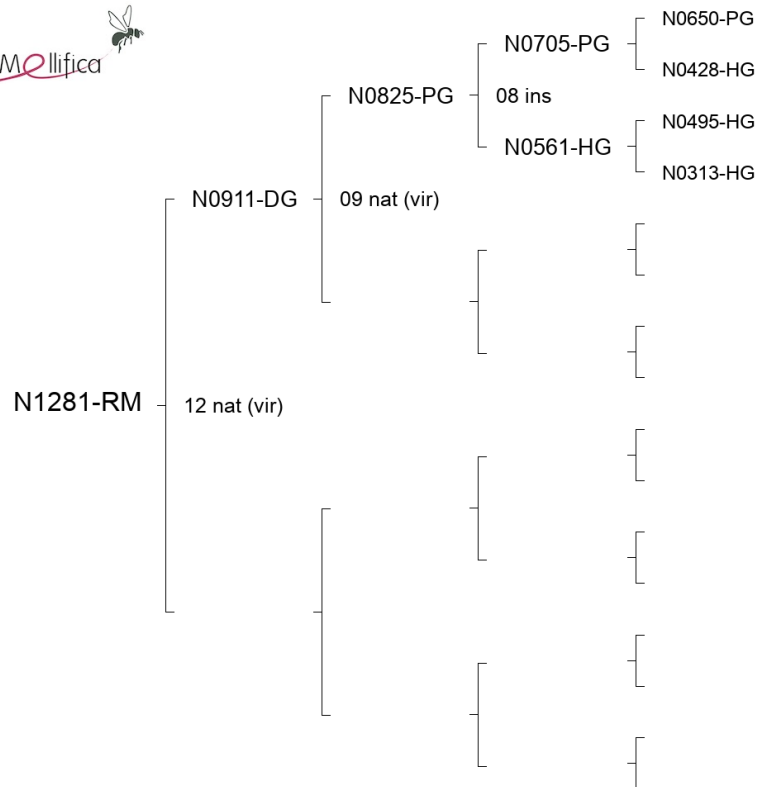 Mellifica
N0650-PG
N0705-PG
N0428-HG
N0825-PG
08 ins
N0495-HG
N0561-HG
N0313-HG
N0911-DG
09 nat (vir)
N1281-RM
12 nat (vir)